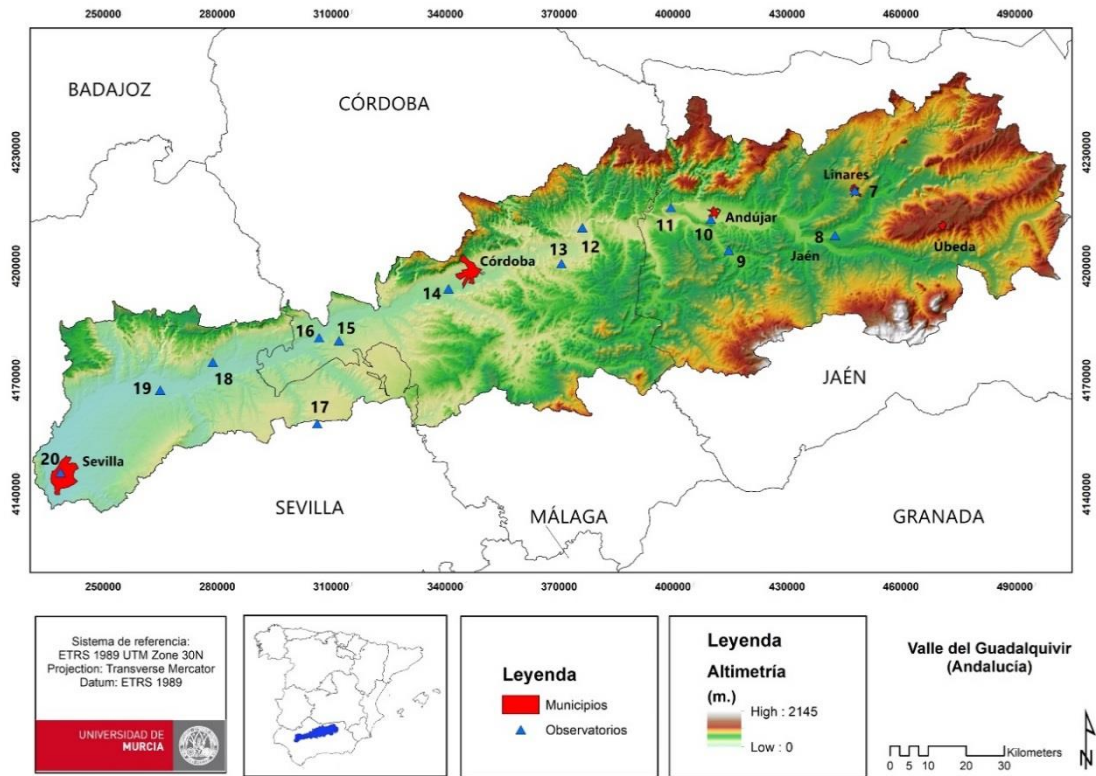 250000 280000 310000 340000 370000 400000 430000 460000 490000
BADAJOZ
CÓRDOBA
4230000
4230000
Linares
7
Andújar
11
10
12
13
8
Jaén
9
Úbeda
4200000
4200000
Córdoba
14
16
15
18
19
17
JAÉN
4170000
4170000
20
Sevilla
SEVILLA
MÁLAGA
GRANADA
4140000
4140000
250000 280000 310000 340000 370000 400000 430000 460000 490000
Sistema de referencia:
ETRS 1989 UTM Zone 30N
Projection: Transverse Mercator
Datum: ETRS 1989
UNIVERSIDAD DE
MURCIA
Leyenda
Municipios
Observatorios
Leyenda
Altimetría
(m.)
High : 2145
Low : 0
Valle del Guadalquivir
(Andalucía)
Kilometers
0 5 10 20 30
N